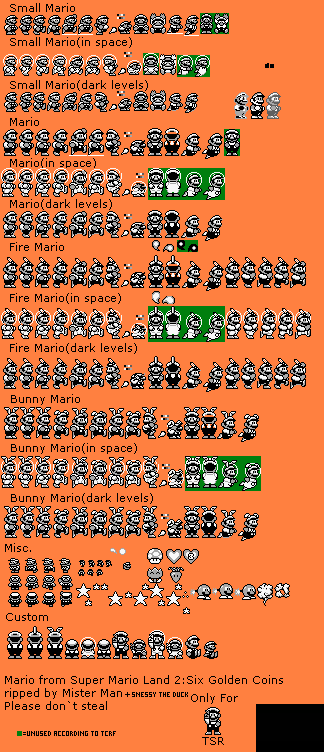 Small Mario
Small Mario(in space)
Small Mario(dark levels)
Mario
Mario(in space)
Mario(dark levels)
Fire Mario
Fire Mario(in space)
Fire Mario(dark levels)
Bunny Mario
Bunny Mario(in space)
Bunny Mario(dark levels)
Misc.
Custom
Mario from Super Mario Land 2:Six Golden Coins
ripped by Mister Man+SMESSY THE DUCK
Please don`t steal
Only For
=UNUSED ACCORDING TO TCRF
TSR